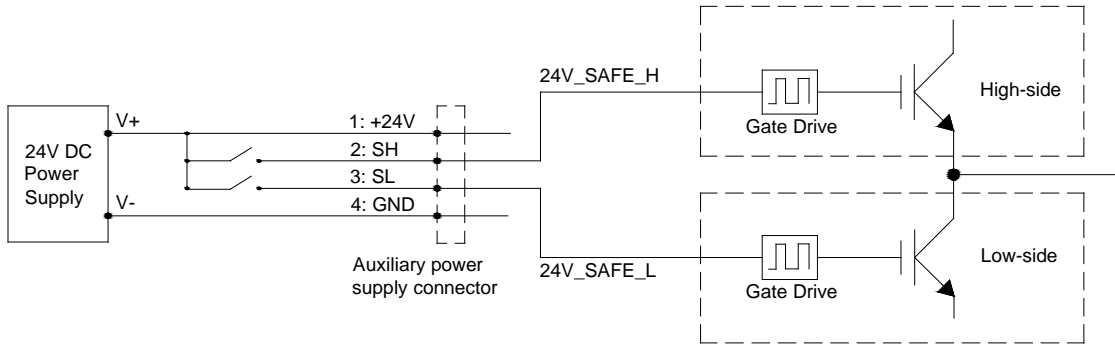 24V DC
Power
Supply
V+
V-
1: +24V
2: SH
3: SL
4: GND
Auxiliary power
supply connector
24V_SAFE_H
24V_SAFE_L
Gate Drive
High-side
Gate Drive
Low-side